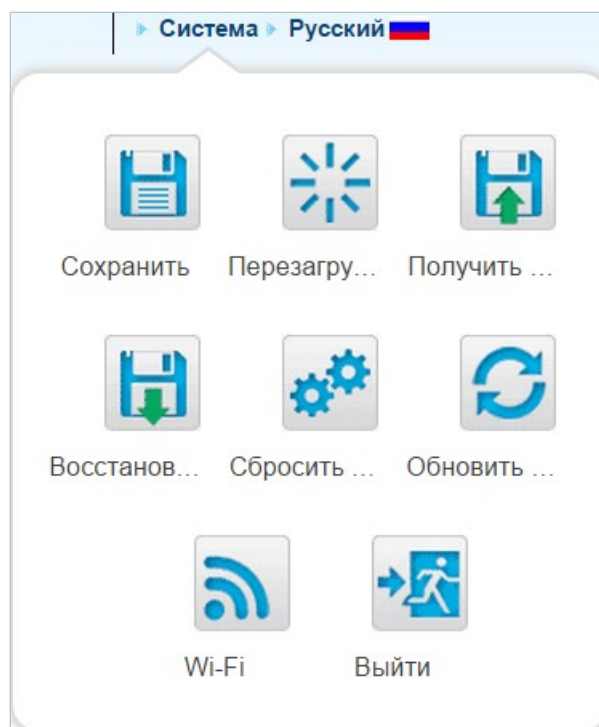 Система Русский
Сохранить Перезагру... Получить ...
Восстанов... Сбросить ... Обновить ...
Wi-Fi Выйти